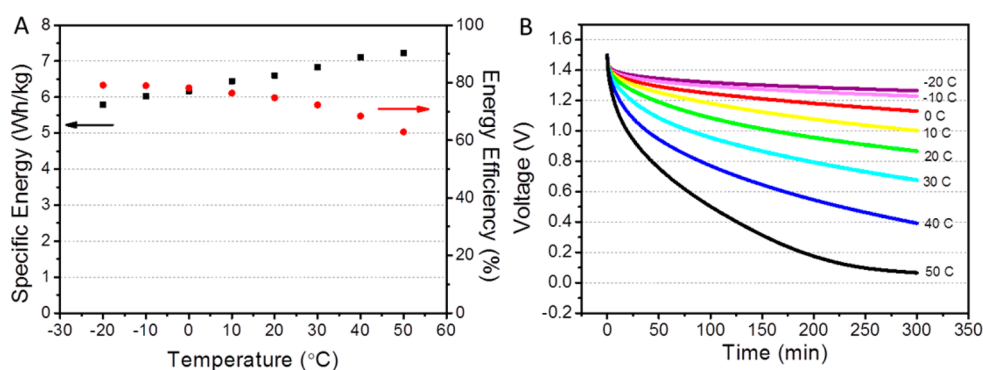 A
8
7
6
5
4
3
2
1
0
Specific Energy (Wh/kg)
-30 -20 -10 0 10 20 30 40 50 60
Temperature (°C)
100
80
60
40
20
0
Energy Efficiency (%)
B
1.6
1.4
1.2
1.0
0.8
0.6
0.4
0.2
0.0
-0.2
Voltage (V)
0 50 100 150 200 250 300 350
Time (min)
-20 C
-10 C
0 C
10 C
20 C
30 C
40 C
50 C